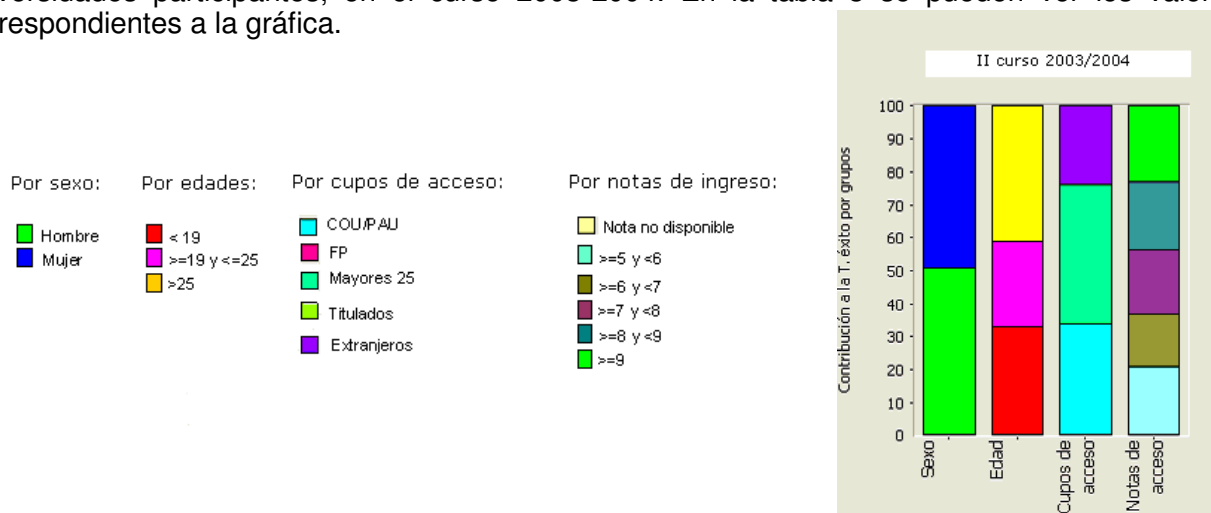 respondientes a la gráfica.
II curso 2003/2004
Por sexo:
Hombre
Mujer
Por edades:
< 19
>=19 y <=25
>25
Por cupos de acceso:
COU/PAU
FP
Mayores 25
Titulados
Extranjeros
Por notas de ingreso:
Nota no disponible
>=5 y <6
>=6 y <7
>=7 y <8
>=8 y <9
>=9
Contribución a la T. éxito por grupos
100
90
80
70
60
50
40
30
20
10
0
Sexo
Edad
Cupos de
acceso
Notas de
acceso